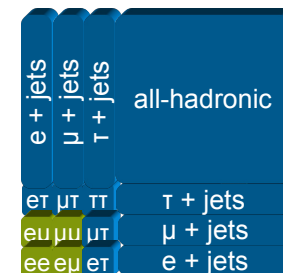 e + jets
μ + jets
τ + jets
all-hadronic
eτ μτ ττ τ + jets
eμ μμ μτ μ + jets
ee eμ eτ e + jets